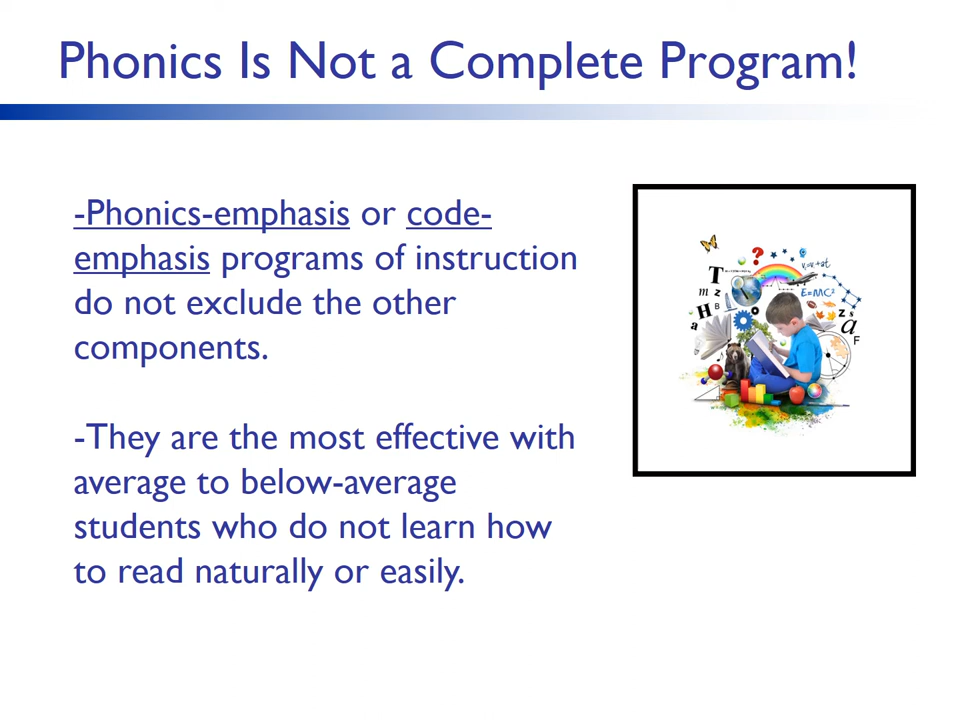 Phonics Is Not a Complete Program!
-Phonics-emphasis or code-
emphasis programs of instruction
do not exclude the other
components.
-They are the most effective with
average to below-average
students who do not learn how
to read naturally or easily.
?
T
m
z
H
B
a
E=MC²
z
s
a
F